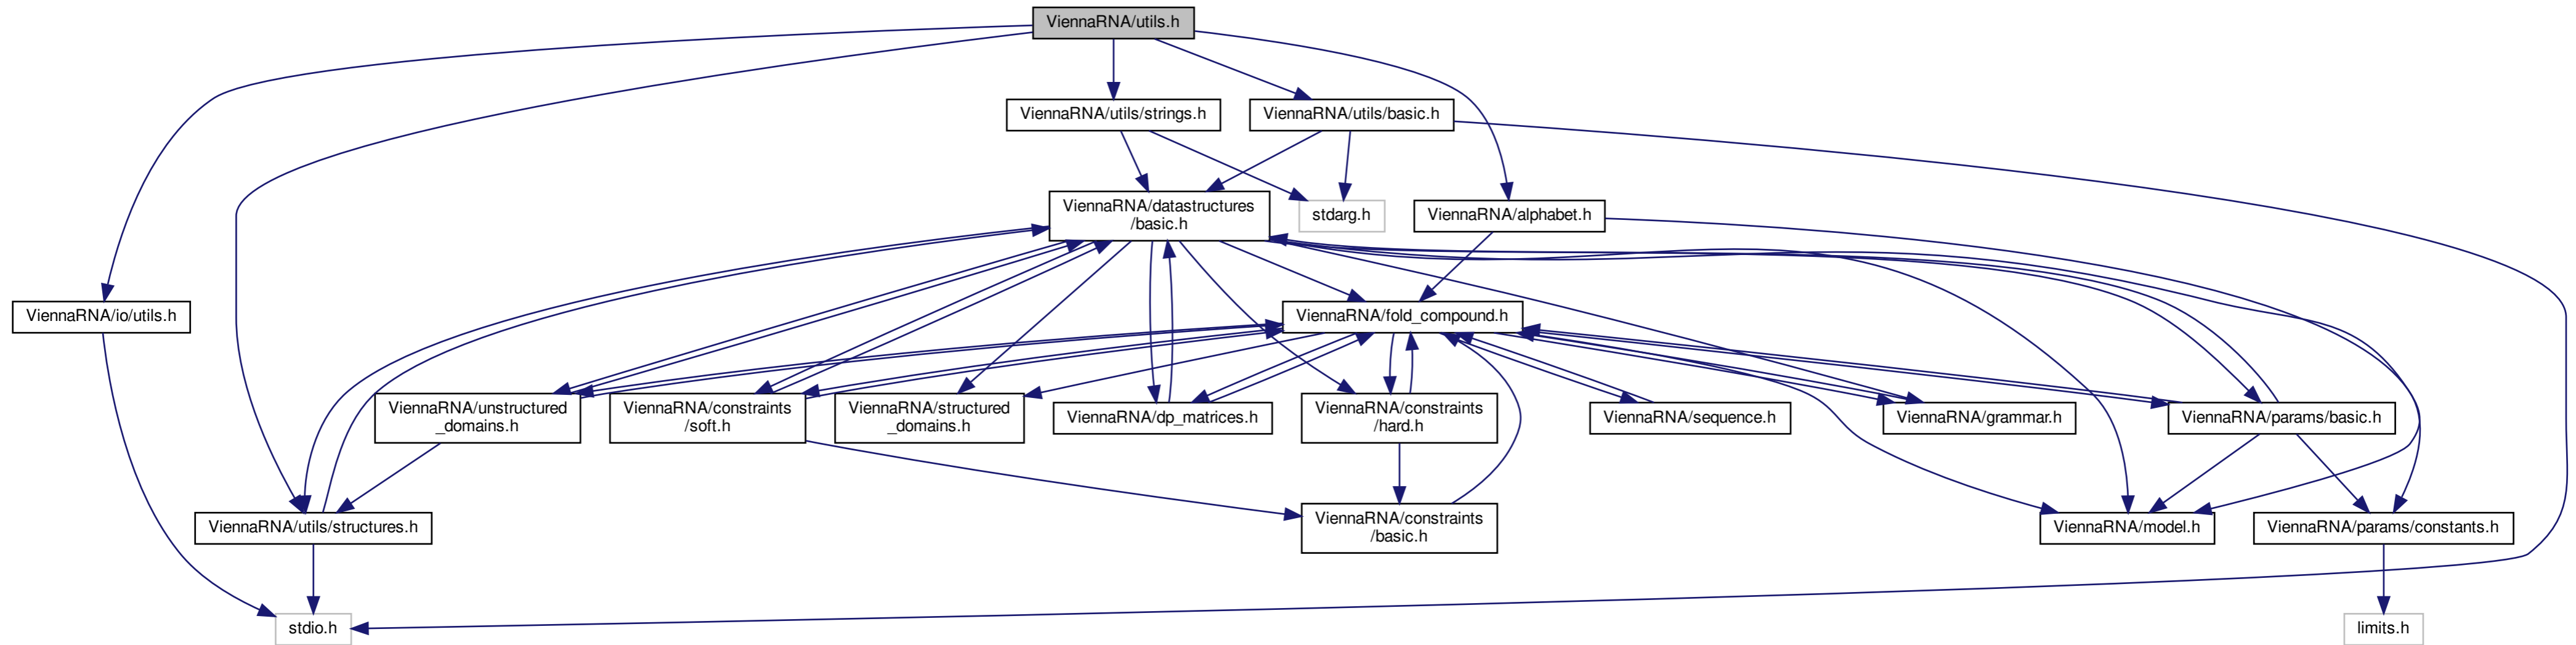 ViennaRNA/utils.h
ViennaRNA/utils/strings.h
ViennaRNA/utils/basic.h
ViennaRNA/datastructures
/basic.h
stdarg.h
ViennaRNA/alphabet.h
ViennaRNA/io/utils.h
ViennaRNA/fold_compound.h
ViennaRNA/unstructured
_domains.h
ViennaRNA/constraints
/soft.h
ViennaRNA/structured
_domains.h
ViennaRNA/dp_matrices.h
ViennaRNA/constraints
/hard.h
ViennaRNA/sequence.h
ViennaRNA/grammar.h
ViennaRNA/params/basic.h
ViennaRNA/utils/structures.h
ViennaRNA/constraints
/basic.h
ViennaRNA/model.h
ViennaRNA/params/constants.h
stdio.h
limits.h